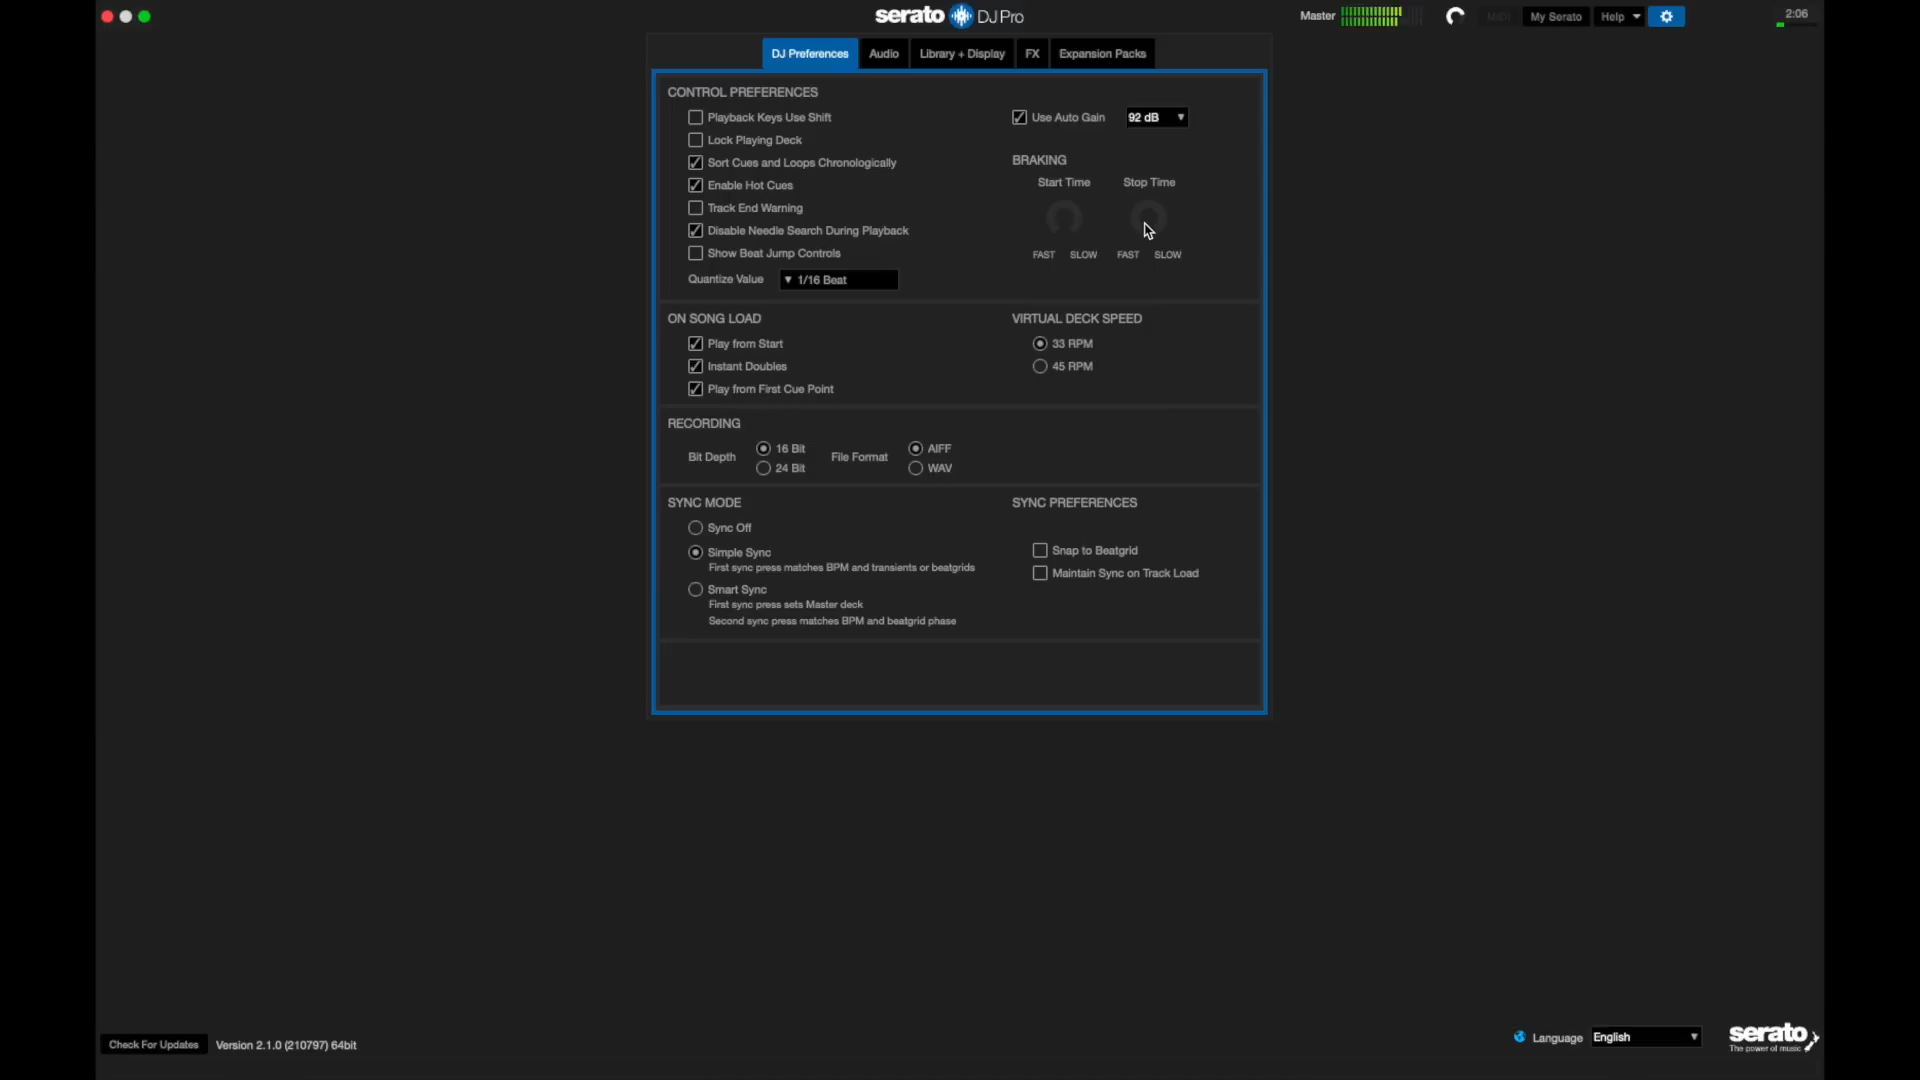 serato DJ Pro
Master
MIDI
My Serato
Help
2:06
DJ Preferences
Audio
Library + Display
FX
Expansion Packs
CONTROL PREFERENCES
Playback Keys Use Shift
Lock Playing Deck
Sort Cues and Loops Chronologically
Enable Hot Cues
Track End Warning
Disable Needle Search During Playback
Show Beat Jump Controls
Quantize Value
1/16 Beat
Use Auto Gain
92 dB
BRAKING
Start Time
Stop Time
FAST
SLOW
FAST
SLOW
ON SONG LOAD
Play from Start
Instant Doubles
Play from First Cue Point
VIRTUAL DECK SPEED
33 RPM
45 RPM
RECORDING
Bit Depth
16 Bit
24 Bit
File Format
AIFF
WAV
SYNC MODE
Sync Off
Simple Sync
First sync press matches BPM and transients or beatgrids
Smart Sync
First sync press sets Master deck
Second sync press matches BPM and beatgrid phase
SYNC PREFERENCES
Snap to Beatgrid
Maintain Sync on Track Load
Check For Updates
Version 2.1.0 (210797) 64bit
Language
English
serato
The power of music